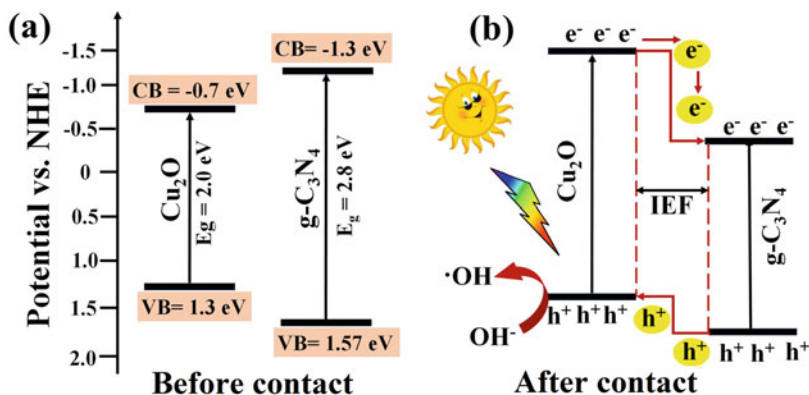 (a)
Potential vs. NHE
-1.5
-1.0
-0.5
0
0.5
1.0
1.5
2.0
CB = -0.7 eV
Cu₂O
Eg = 2.0 eV
VB= 1.3 eV
CB= -1.3 eV
g-C₃N₄
E₉ = 2.8 eV
VB= 1.57 eV
Before contact
(b)
e⁻ e⁻ e⁻
e⁻
e⁻
e⁻ e⁻ e⁻
Cu₂O
IEF
g-C₃N₄
·OH
OH⁻
h⁺ h⁺ h⁺
h⁺
h⁺
h⁺ h⁺ h⁺
After contact